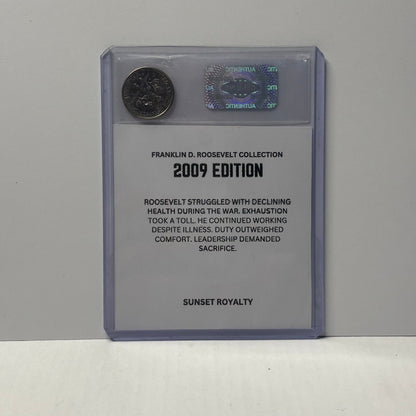 FRANKLIN D. ROOSEVELT COLLECTION
2009 EDITION
ROOSEVELT STRUGGLED WITH DECLINING
HEALTH DURING THE WAR. EXHAUSTION
TOOK A TOLL. HE CONTINUED WORKING
DESPITE ILLNESS. DUTY OUTWEIGHED
COMFORT. LEADERSHIP DEMANDED
SACRIFICE.
SUNSET ROYALTY